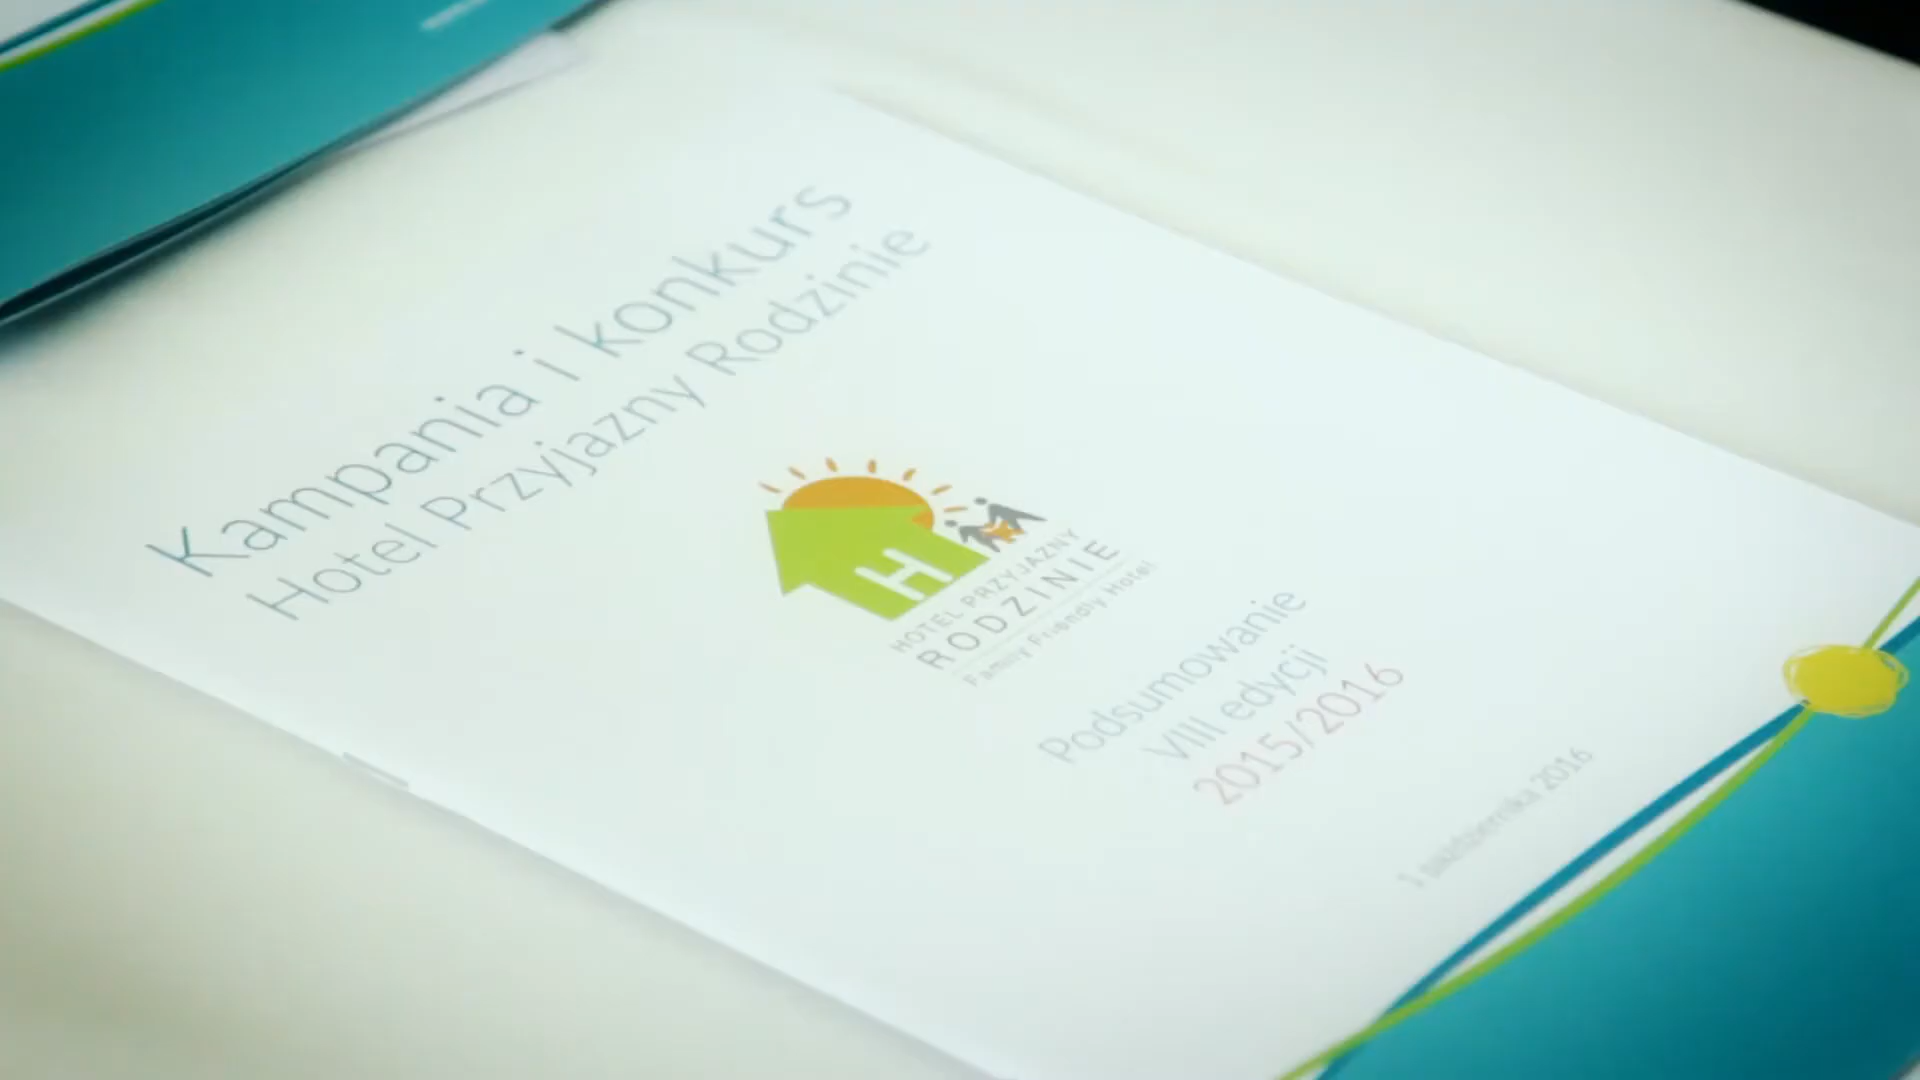 Kampania i konkurs
Hotel Przyjazny Rodzinie
H
HOTEL PRZYJAZNY
RODZINIE
Family Friendly Hotel
Podsumowanie
VIII edycji
2015/2016
1 października 2016